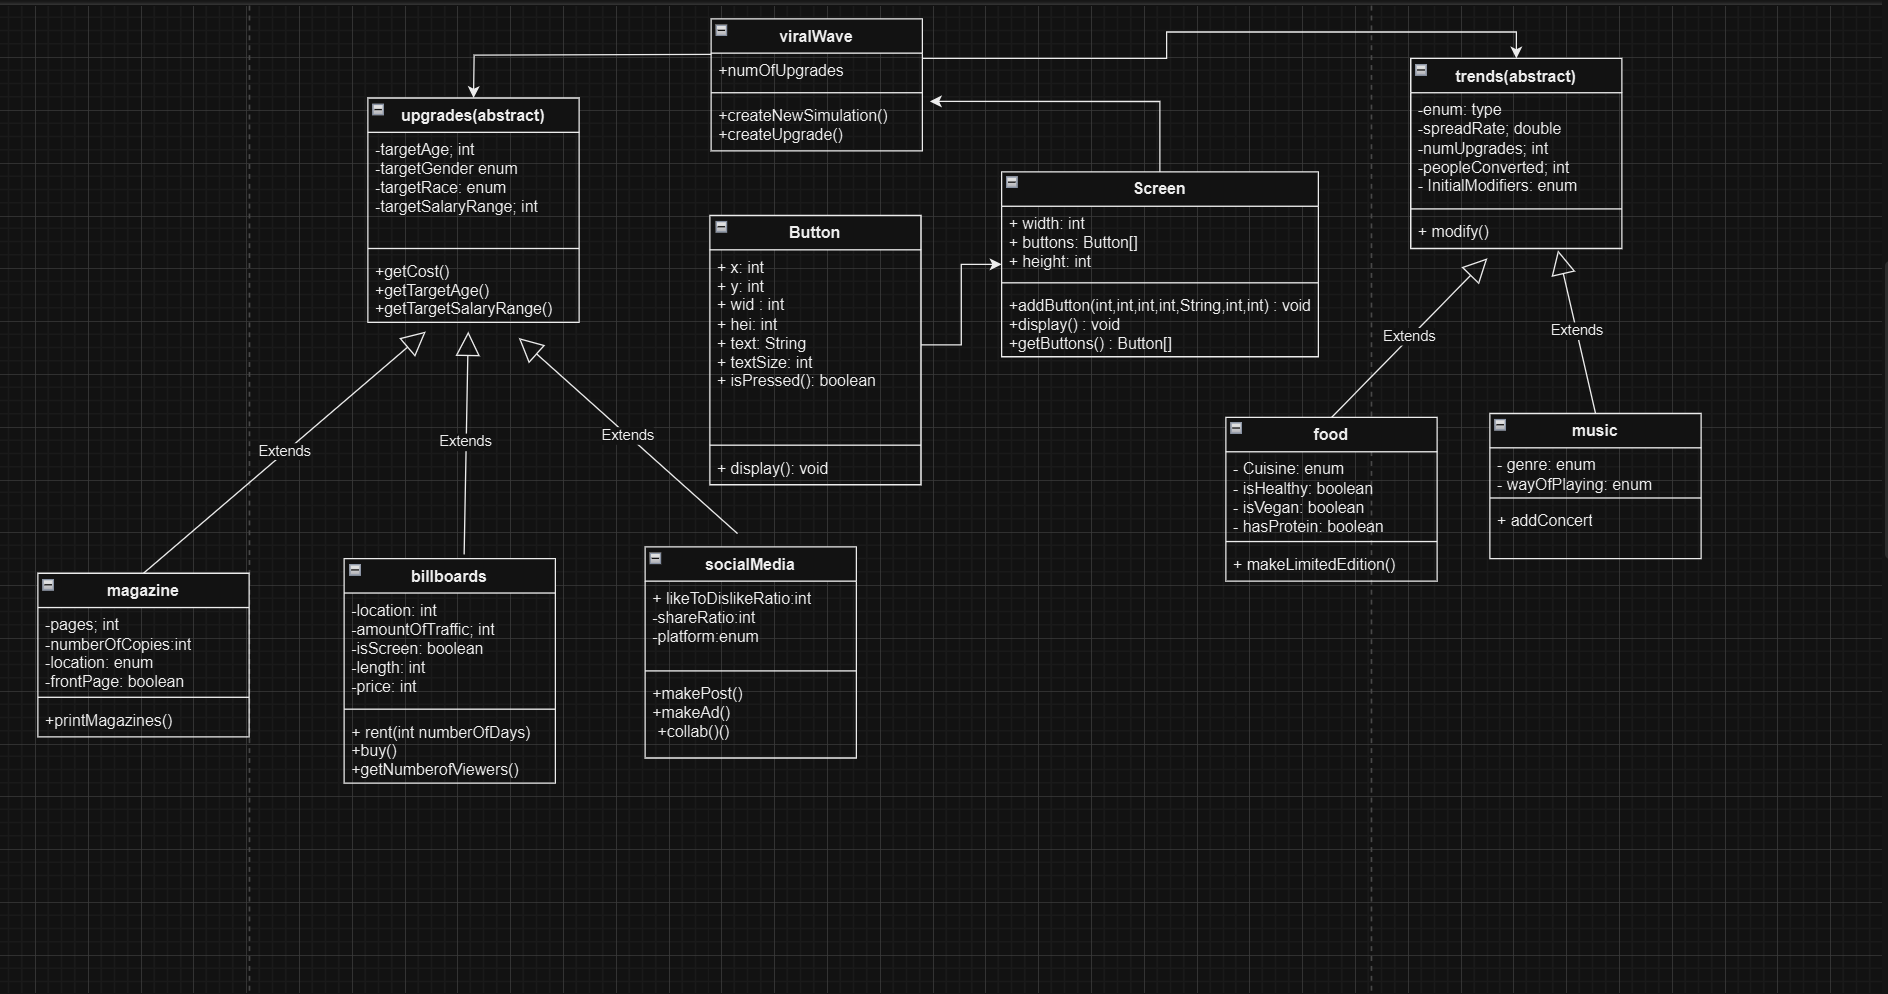 viralWave
+numOfUpgrades
+createNewSimulation()
+createUpgrade()
trends(abstract)
-enum: type
-spreadRate; double
-numUpgrades; int
-peopleConverted; int
- InitialModifiers: enum
+ modify()
upgrades(abstract)
-targetAge; int
-targetGender enum
-targetRace: enum
-targetSalaryRange; int
+getCost()
+getTargetAge()
+getTargetSalaryRange()
Screen
+ width: int
+ buttons: Button[]
+ height: int
+addButton(int,int,int,int,String,int,int) : void
+display() : void
+getButtons() : Button[]
Button
+ x: int
+ y: int
+ wid : int
+ hei: int
+ text: String
+ textSize: int
+ isPressed(): boolean
+ display(): void
Extends
Extends
Extends
Extends
Extends
food
- Cuisine: enum
- isHealthy: boolean
- isVegan: boolean
- hasProtein: boolean
+ makeLimitedEdition()
music
- genre: enum
- wayOfPlaying: enum
+ addConcert
magazine
-pages; int
-numberOfCopies:int
-location: enum
-frontPage: boolean
+printMagazines()
billboards
-location: int
-amountOfTraffic; int
-isScreen: boolean
-length: int
-price: int
+ rent(int numberOfDays)
+buy()
+getNumberofViewers()
socialMedia
+ likeToDislikeRatio:int
-shareRatio:int
-platform:enum
+makePost()
+makeAd()
+collab()()